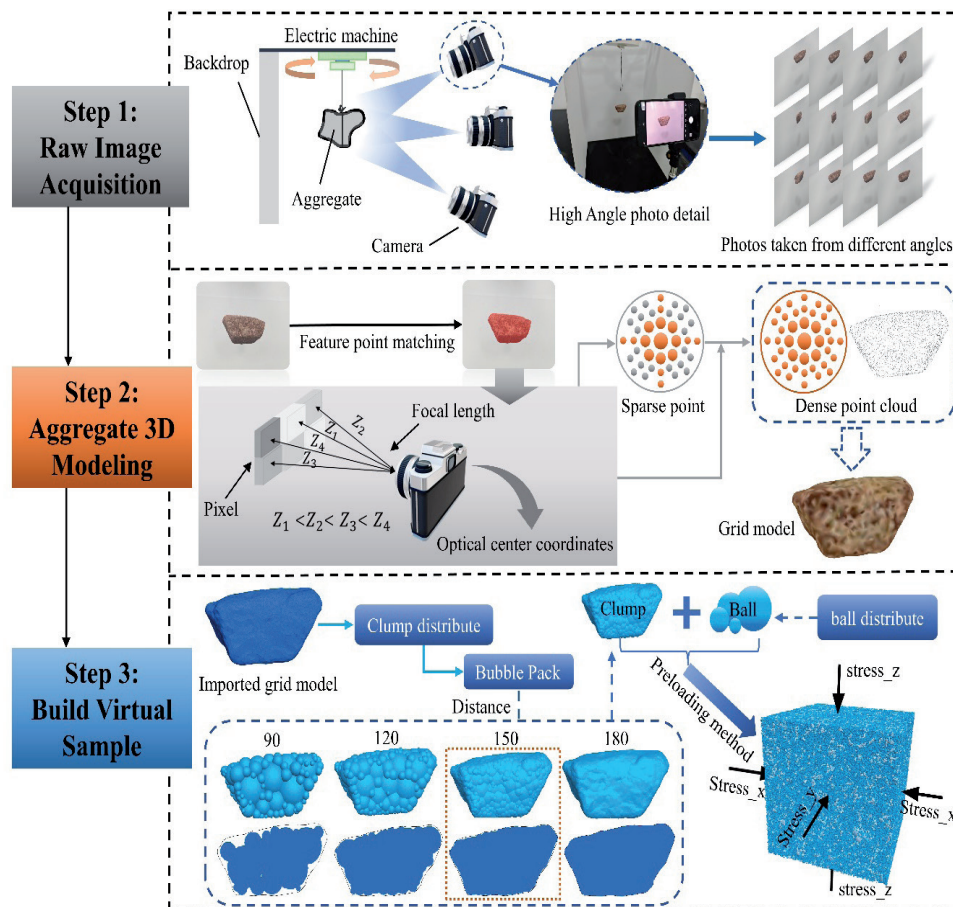 Step 1:
Raw Image
Acquisition
Electric machine
Backdrop
Aggregate
Camera
High Angle photo detail
Photos taken from different angles
Step 2:
Aggregate 3D
Modeling
Feature point matching
Sparse point
Dense point cloud
Focal length
Z₂
Z₁
Z₄
Z₃
Pixel
Z₁ <Z₂< Z₃< Z₄
Optical center coordinates
Grid model
Step 3:
Build Virtual
Sample
Imported grid model
Clump distribute
Bubble Pack
Distance
90
120
150
180
Clump
+
Ball
ball distribute
Preloading
method
stress_z
Stress_x
Stress_y
Stress_x
stress_z